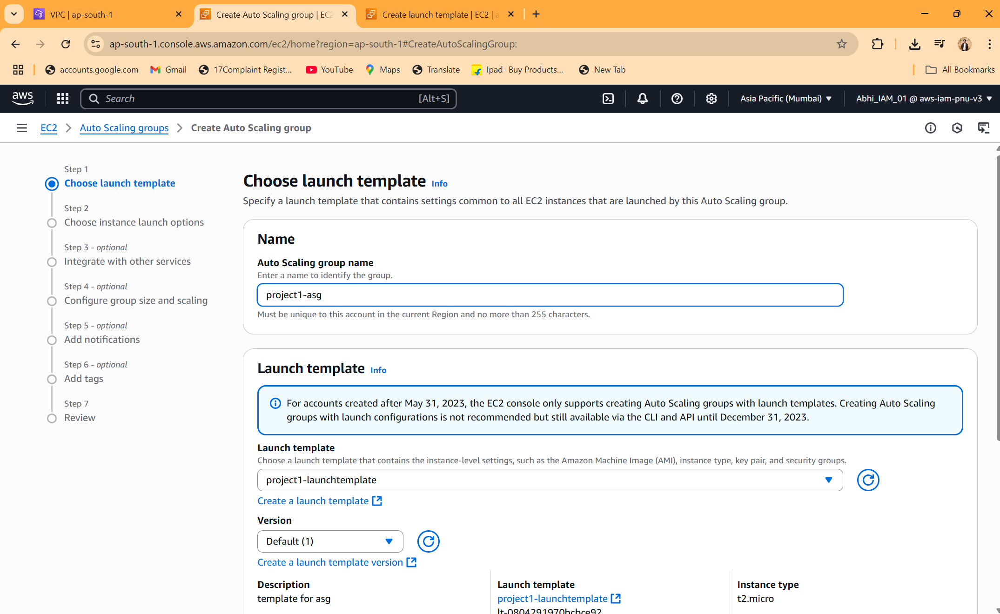 VPC | ap-south-1
Create Auto Scaling group | EC2
Create launch template | EC2 | a
ap-south-1.console.aws.amazon.com/ec2/home?region=ap-south-1#CreateAutoScalingGroup:
accounts.google.com
Gmail
17Complaint Regist...
YouTube
Maps
Translate
Ipad- Buy Products...
New Tab
All Bookmarks
aws
Search
[Alt+S]
Asia Pacific (Mumbai)
Abhi_IAM_01 @ aws-iam-pnu-v3
EC2
Auto Scaling groups
Create Auto Scaling group
Step 1
Choose launch template
Step 2
Choose instance launch options
Step 3 - optional
Integrate with other services
Step 4 - optional
Configure group size and scaling
Step 5 - optional
Add notifications
Step 6 - optional
Add tags
Step 7
Review
Choose launch template Info
Specify a launch template that contains settings common to all EC2 instances that are launched by this Auto Scaling group.
Name
Auto Scaling group name
Enter a name to identify the group.
project1-asg
Must be unique to this account in the current Region and no more than 255 characters.
Launch template Info
For accounts created after May 31, 2023, the EC2 console only supports creating Auto Scaling groups with launch templates. Creating Auto Scaling
groups with launch configurations is not recommended but still available via the CLI and API until December 31, 2023.
Launch template
Choose a launch template that contains the instance-level settings, such as the Amazon Machine Image (AMI), instance type, key pair, and security groups.
project1-launchtemplate
Create a launch template
Version
Default (1)
Create a launch template version
Description
template for asg
Launch template
project1-launchtemplate
lt-0804291970bcbce92
Instance type
t2.micro